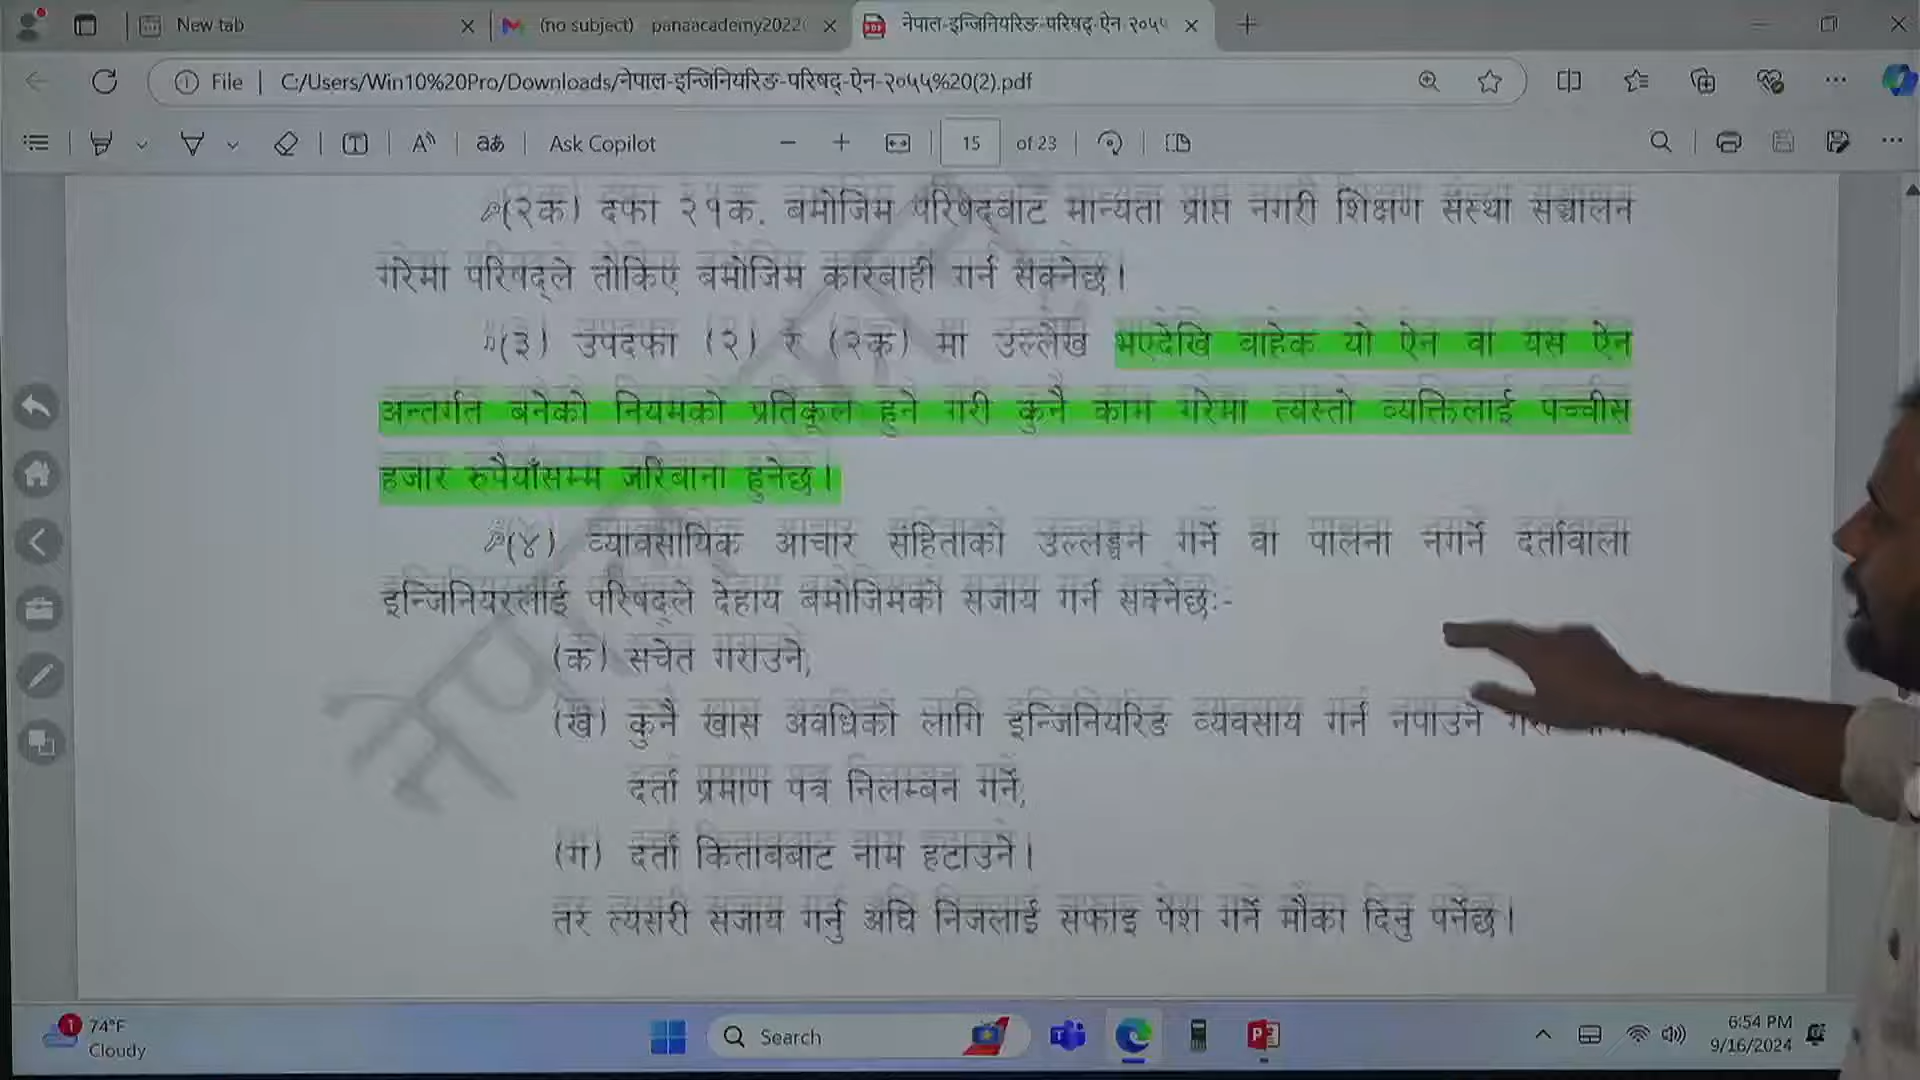 New tab
(no subject) panaacademy2022
नेपाल-इन्जिनियरिङ-परिषद्-ऐन-२०५५
File C:/Users/Win10%20Pro/Downloads/नेपाल-इन्जिनियरिङ-परिषद्-ऐन-२०५५%20(2).pdf
Ask Copilot
15 of 23
(२क) दफा २१क. बमोजिम परिषद्बाट मान्यता प्राप्त नगरी शिक्षण संस्था सञ्चालन
गरेमा परिषद्ले तोकिए बमोजिम कारबाही गर्न सक्नेछ।
(३) उपदफा (२) र (२क) मा उल्लेख भएदेखि बाहेक यो ऐन वा यस ऐन
अन्तर्गत बनेको नियमको प्रतिकूल हुने गरी कुनै काम गरेमा त्यस्तो व्यक्तिलाई पच्चीस
हजार रुपैयाँसम्म जरिबाना हुनेछ।
(४) व्यावसायिक आचार संहिताको उल्लङ्घन गर्ने वा पालना नगर्ने दर्तावाला
इन्जिनियरलाई परिषद्ले देहाय बमोजिमको सजाय गर्न सक्नेछः-
(क) सचेत गराउने,
(ख) कुनै खास अवधिको लागि इन्जिनियरिङ व्यवसाय गर्न नपाउने
दर्ता प्रमाण पत्र निलम्बन गर्ने,
(ग) दर्ता किताबबाट नाम हटाउने।
तर त्यसरी सजाय गर्नु अघि निजलाई सफाइ पेश गर्ने मौका दिनु पर्नेछ।
1
74°F
Cloudy
Search
6:54 PM
9/16/2024